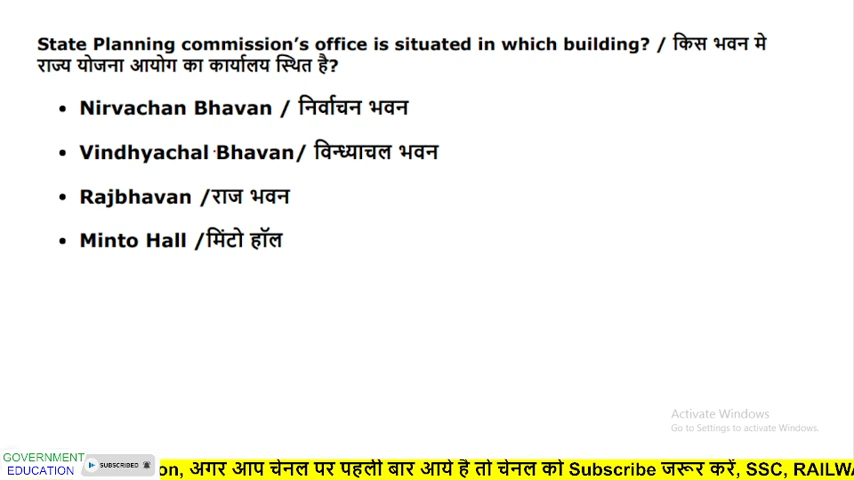 State Planning commission’s office is situated in which building? / किस भवन मे
राज्य योजना आयोग का कार्यालय स्थित है?
• Nirvachan Bhavan / निर्वाचन भवन
• Vindhyachal Bhavan/ विन्ध्याचल भवन
• Rajbhavan /राज भवन
• Minto Hall /मिंटो हॉल
Activate Windows
Go to Settings to activate Windows.
GOVERNMENT
EDUCATION
SUBSCRIBED
on, अगर आप चेनल पर पहली बार आये है तो चेनल को Subscribe जरूर करें, SSC, RAILWA